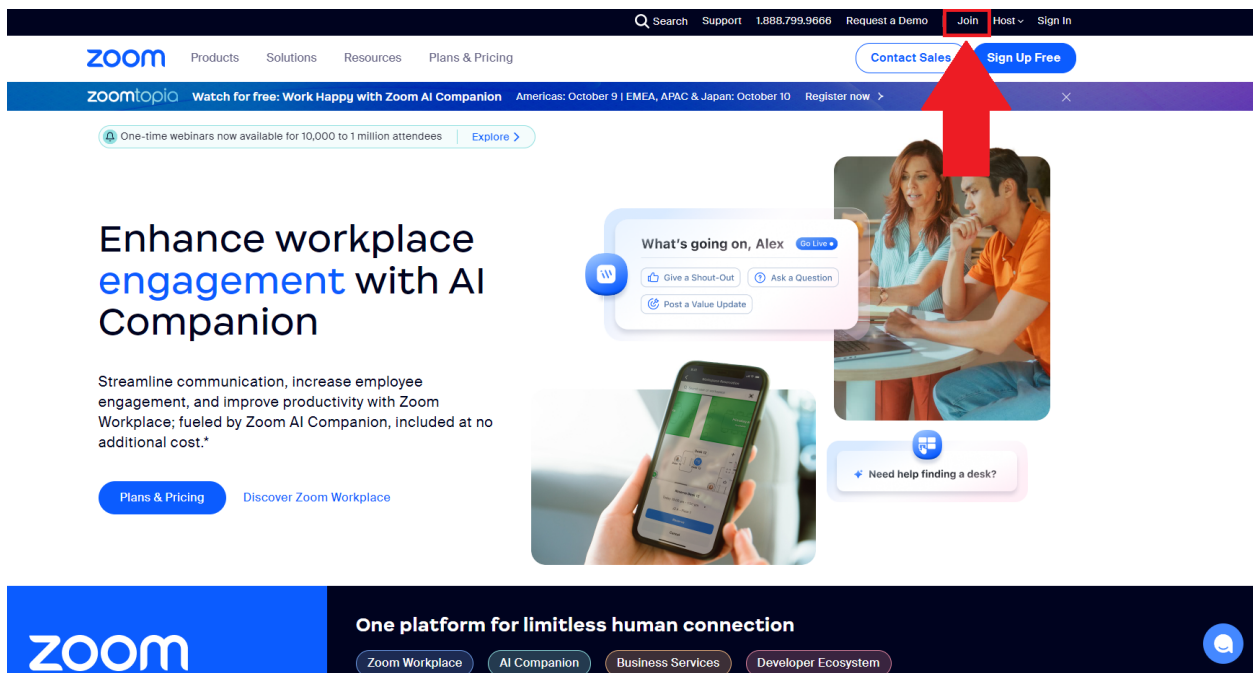 Search Support 1.888.799.9666 Request a Demo Join Host Sign In
zoom Products Solutions Resources Plans & Pricing Contact Sales Sign Up Free
zoomtopia Watch for free: Work Happy with Zoom AI Companion Americas: October 9 | EMEA, APAC & Japan: October 10 Register now
One-time webinars now available for 10,000 to 1 million attendees Explore
Enhance workplace
engagement with AI
Companion
Streamline communication, increase employee
engagement, and improve productivity with Zoom
Workplace; fueled by Zoom AI Companion, included at no
additional cost.*
Plans & Pricing Discover Zoom Workplace
What's going on, Alex Go Live
Give a Shout-Out Ask a Question
Post a Value Update
Need help finding a desk?
zoom
One platform for limitless human connection
Zoom Workplace AI Companion Business Services Developer Ecosystem